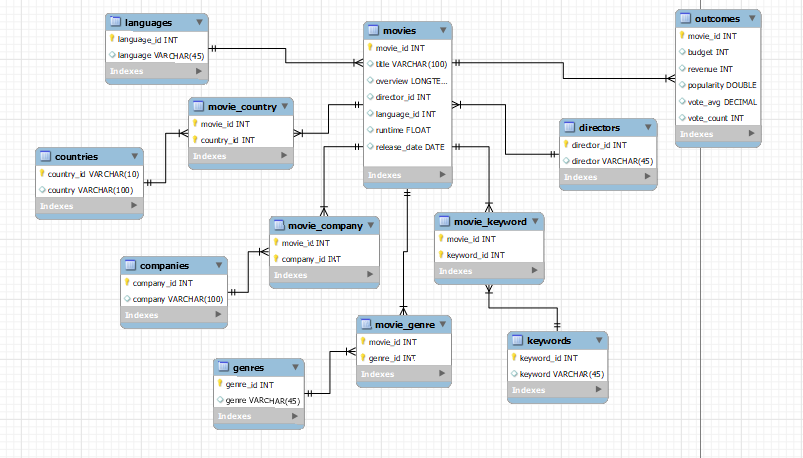 languages
language_id INT
language VARCHAR(45)
Indexes
movies
movie_id INT
title VARCHAR(100)
overview LONGTE...
director_id INT
language_id INT
runtime FLOAT
release_date DATE
Indexes
outcomes
movie_id INT
budget INT
revenue INT
popularity DOUBLE
vote_avg DECIMAL
vote_count INT
Indexes
movie_country
movie_id INT
country_id INT
Indexes
directors
director_id INT
director VARCHAR(45)
Indexes
countries
country_id VARCHAR(10)
country VARCHAR(100)
Indexes
movie_company
movie_id INT
company_id INT
Indexes
movie_keyword
movie_id INT
keyword_id INT
Indexes
companies
company_id INT
company VARCHAR(100)
Indexes
movie_genre
movie_id INT
genre_id INT
Indexes
keywords
keyword_id INT
keyword VARCHAR(45)
Indexes
genres
genre_id INT
genre VARCHAR(45)
Indexes